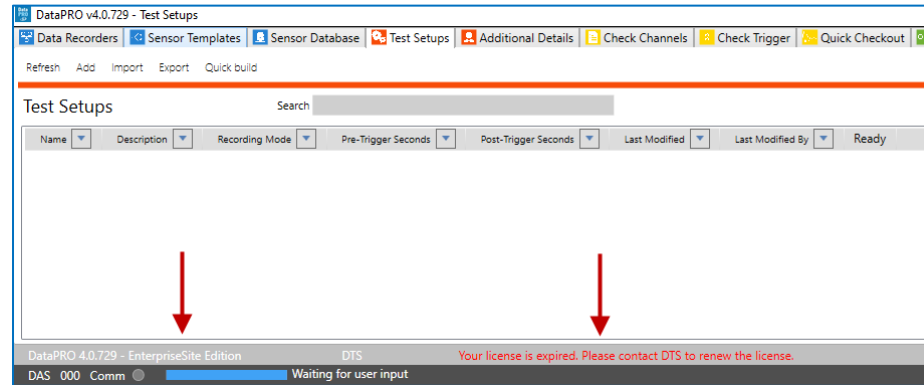 DataPRO v4.0.729 - Test Setups
Data Recorders Sensor Templates Sensor Database Test Setups Additional Details Check Channels Check Trigger Quick Checkout
Refresh Add Import Export Quick build
Test Setups Search
Name Description Recording Mode Pre-Trigger Seconds Post-Trigger Seconds Last Modified Last Modified By Ready
DataPRO 4.0.729 - EnterpriseSite Edition DTS Your license is expired. Please contact DTS to renew the license.
DAS 000 Comm Waiting for user input